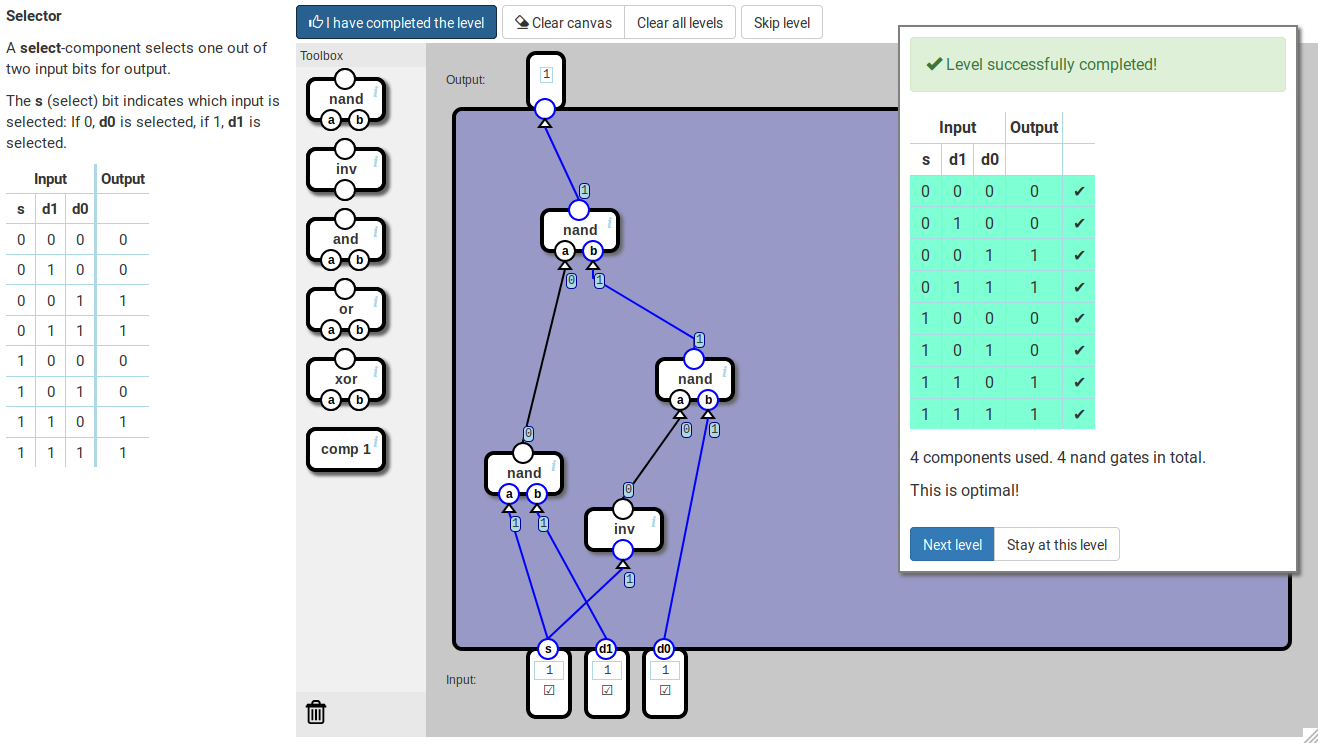 Selector
A select-component selects one out of
two input bits for output.
The s (select) bit indicates which input is
selected: If 0, d0 is selected, if 1, d1 is
selected.
Input Output
s d1 d0
0 0 0 0
0 1 0 0
0 0 1 1
0 1 1 1
1 0 0 0
1 0 1 0
1 1 0 1
1 1 1 1
I have completed the level
Clear canvas
Clear all levels
Skip level
Toolbox
nand i
a b
inv i
and i
a b
or i
a b
xor i
a b
comp 1 i
Output:
1
1
nand i
a b
0 1
1
nand i
a b
0 1
0
nand i
a b
1 1
0
inv i
1
s d1 d0
Input:
1 1 1
☑ ☑ ☑
✔ Level successfully completed!
Input Output
s d1 d0
0 0 0 0 ✔
0 1 0 0 ✔
0 0 1 1 ✔
0 1 1 1 ✔
1 0 0 0 ✔
1 0 1 0 ✔
1 1 0 1 ✔
1 1 1 1 ✔
4 components used. 4 nand gates in total.
This is optimal!
Next level
Stay at this level